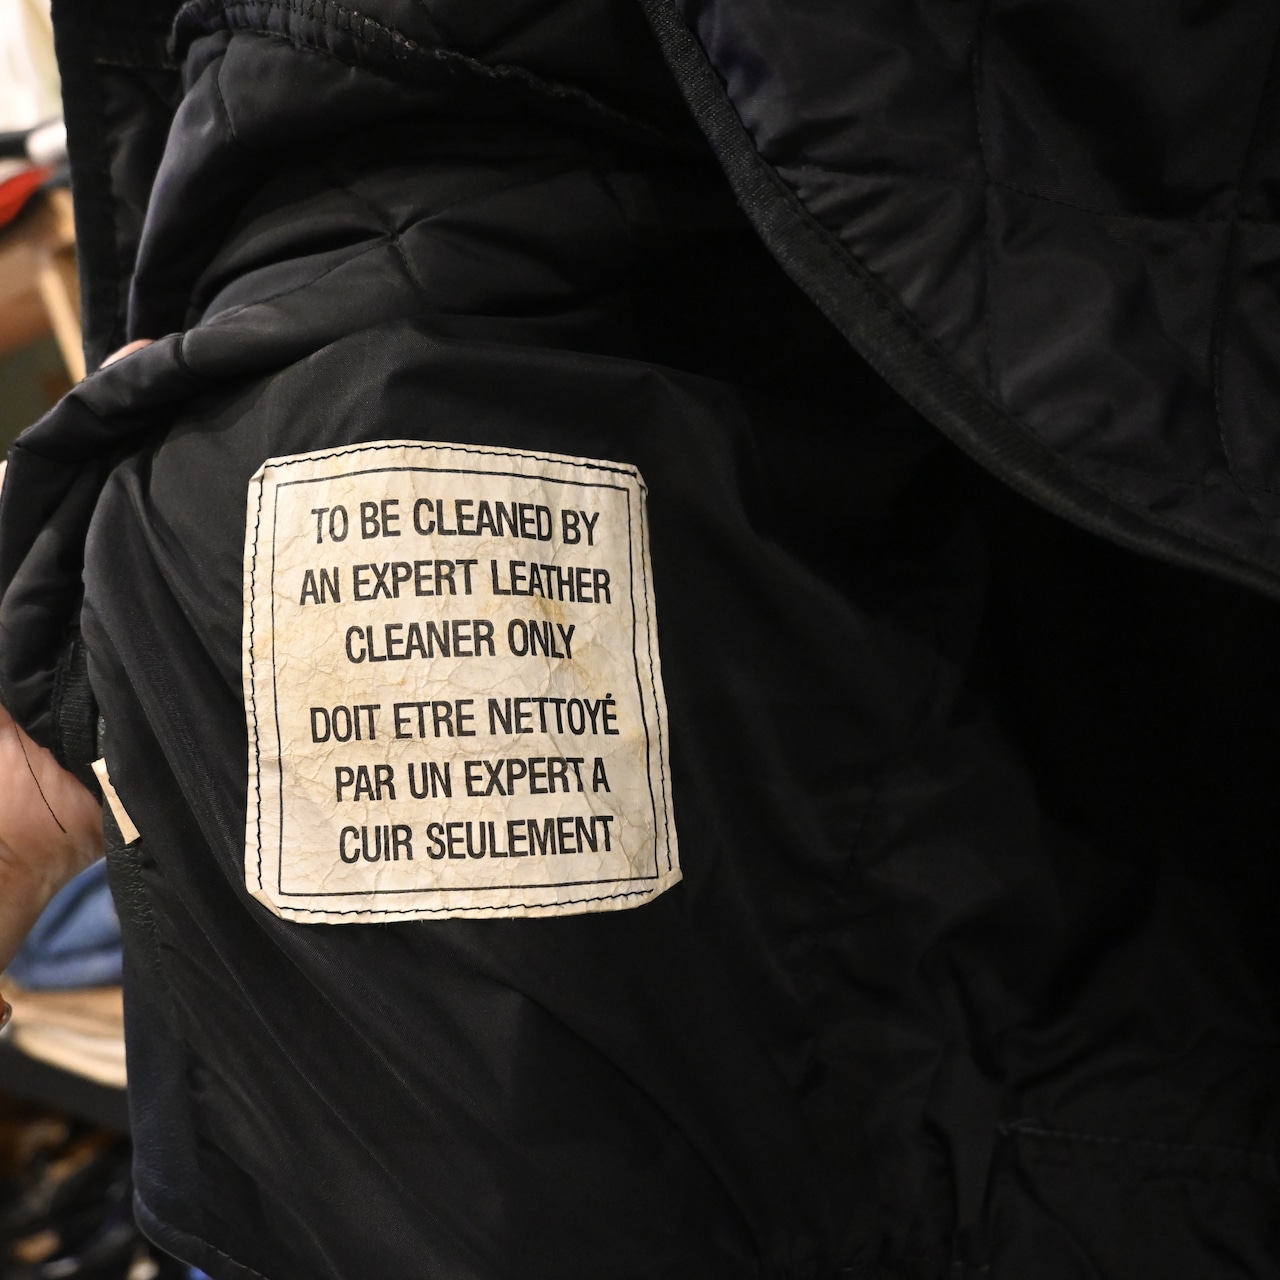 TO BE CLEANED BY
AN EXPERT LEATHER
CLEANER ONLY
DOIT ETRE NETTOYÉ
PAR UN EXPERT A
CUIR SEULEMENT